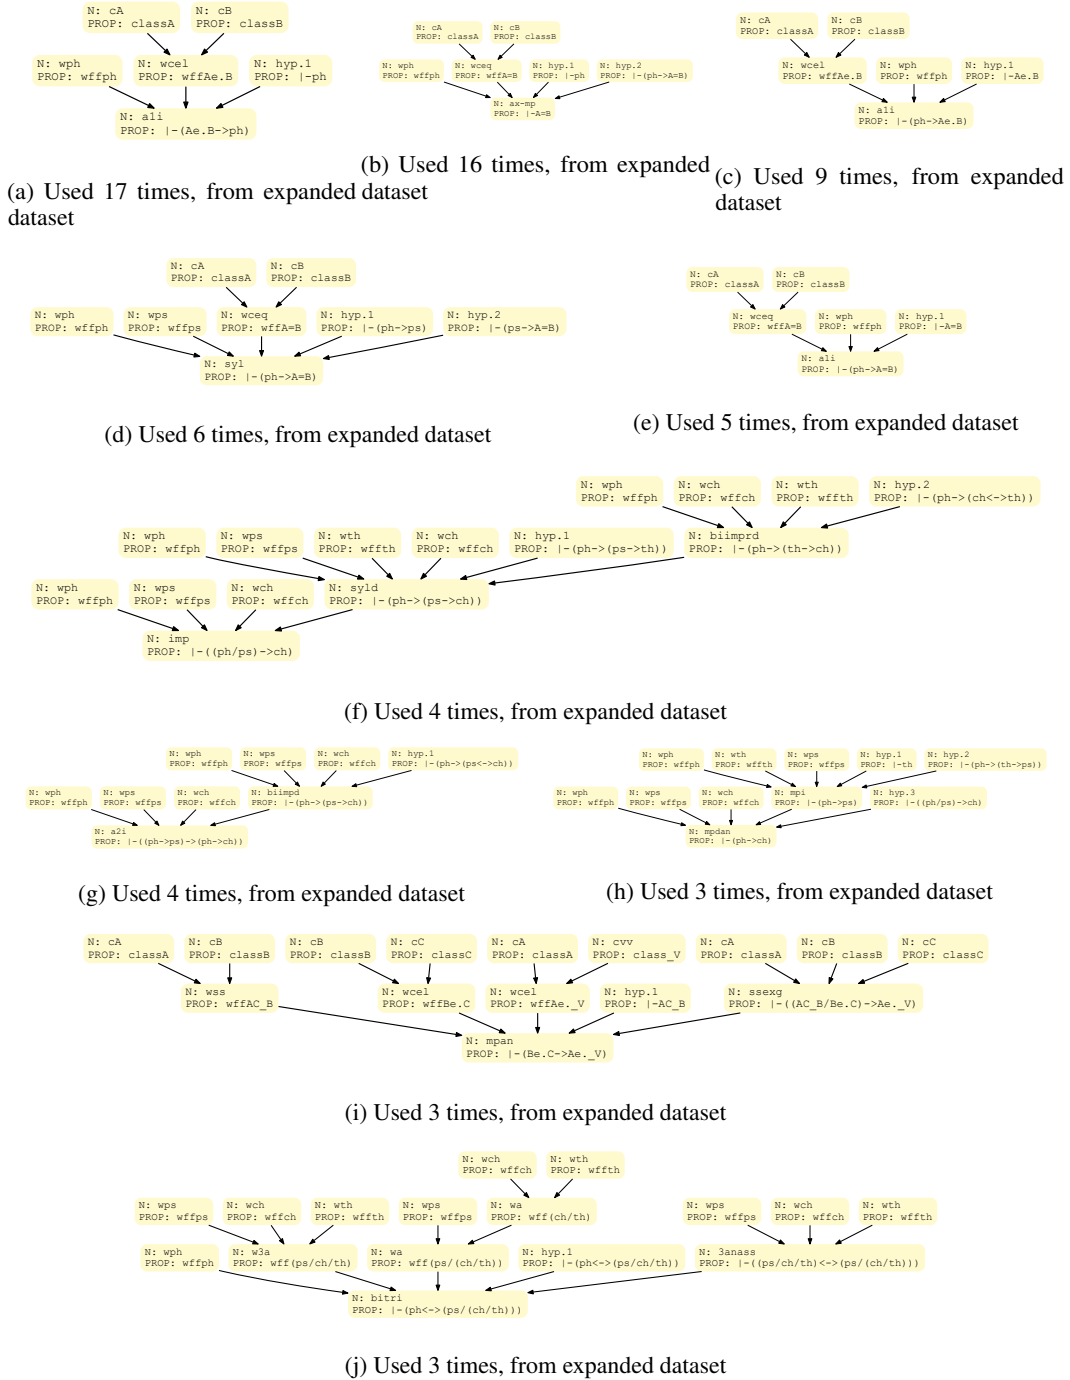 N: cA
PROP: classA
N: cB
PROP: classB
N: wph
PROP: wffph
N: wcel
PROP: wffAe.B
N: hyp.1
PROP: |-ph
N: a1i
PROP: |-(Ae.B->ph)
(a) Used 17 times, from expanded
dataset
N: cA
PROP: classA
N: cB
PROP: classB
N: wph
PROP: wffph
N: wceq
PROP: wffA=B
N: hyp.1
PROP: |-ph
N: hyp.2
PROP: |-(ph->A=B)
N: ax-mp
PROP: |-A=B
(b) Used 16 times, from expanded
dataset
N: cA
PROP: classA
N: cB
PROP: classB
N: wcel
PROP: wffAe.B
N: wph
PROP: wffph
N: hyp.1
PROP: |-Ae.B
N: a1i
PROP: |-(ph->Ae.B)
(c) Used 9 times, from expanded
dataset
N: cA
PROP: classA
N: cB
PROP: classB
N: wph
PROP: wffph
N: wps
PROP: wffps
N: wceq
PROP: wffA=B
N: hyp.1
PROP: |-(ph->ps)
N: hyp.2
PROP: |-(ps->A=B)
N: syl
PROP: |-(ph->A=B)
(d) Used 6 times, from expanded dataset
N: cA
PROP: classA
N: cB
PROP: classB
N: wceq
PROP: wffA=B
N: wph
PROP: wffph
N: hyp.1
PROP: |-A=B
N: a1i
PROP: |-(ph->A=B)
(e) Used 5 times, from expanded dataset
N: wph
PROP: wffph
N: wch
PROP: wffch
N: wth
PROP: wffth
N: hyp.2
PROP: |-(ph->(ch<->th))
N: wph
PROP: wffph
N: wps
PROP: wffps
N: wth
PROP: wffth
N: wch
PROP: wffch
N: hyp.1
PROP: |-(ph->(ps->th))
N: biimprd
PROP: |-(ph->(th->ch))
N: wph
PROP: wffph
N: wps
PROP: wffps
N: wch
PROP: wffch
N: syld
PROP: |-(ph->(ps->ch))
N: imp
PROP: |-((ph/ps)->ch)
(f) Used 4 times, from expanded dataset
N: wph
PROP: wffph
N: wps
PROP: wffps
N: wch
PROP: wffch
N: hyp.1
PROP: |-(ph->(ps<->ch))
N: wph
PROP: wffph
N: wps
PROP: wffps
N: wch
PROP: wffch
N: biimpd
PROP: |-(ph->(ps->ch))
N: a2i
PROP: |-((ph->ps)->(ph->ch))
(g) Used 4 times, from expanded dataset
N: wph
PROP: wffph
N: wth
PROP: wffth
N: wps
PROP: wffps
N: hyp.1
PROP: |-th
N: hyp.2
PROP: |-(ph->(th->ps))
N: wph
PROP: wffph
N: wps
PROP: wffps
N: wch
PROP: wffch
N: mpi
PROP: |-(ph->ps)
N: hyp.3
PROP: |-((ph/ps)->ch)
N: mpdan
PROP: |-(ph->ch)
(h) Used 3 times, from expanded dataset
N: cA
PROP: classA
N: cB
PROP: classB
N: cB
PROP: classB
N: cC
PROP: classC
N: cA
PROP: classA
N: cvv
PROP: class_V
N: cA
PROP: classA
N: cB
PROP: classB
N: cC
PROP: classC
N: wss
PROP: wffAC_B
N: wcel
PROP: wffBe.C
N: wcel
PROP: wffAe._V
N: hyp.1
PROP: |-AC_B
N: ssexg
PROP: |-((AC_B/Be.C)->Ae._V)
N: mpan
PROP: |-(Be.C->Ae._V)
(i) Used 3 times, from expanded dataset
N: wch
PROP: wffch
N: wth
PROP: wffth
N: wps
PROP: wffps
N: wch
PROP: wffch
N: wth
PROP: wffth
N: wps
PROP: wffps
N: wa
PROP: wff(ch/th)
N: wps
PROP: wffps
N: wch
PROP: wffch
N: wth
PROP: wffth
N: wph
PROP: wffph
N: w3a
PROP: wff(ps/ch/th)
N: wa
PROP: wff(ps/(ch/th))
N: hyp.1
PROP: |-(ph<->(ps/ch/th))
N: 3anass
PROP: |-((ps/ch/th)<->(ps/(ch/th)))
N: bitri
PROP: |-(ph<->(ps/(ch/th)))
(j) Used 3 times, from expanded dataset